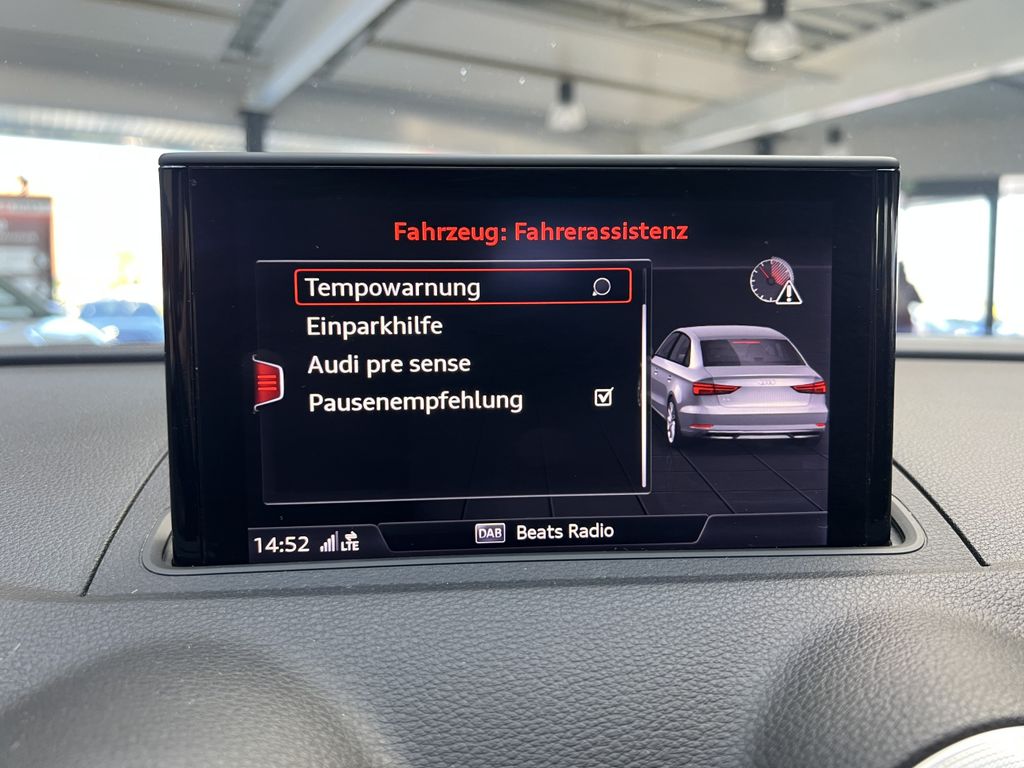 Fahrzeug: Fahrerassistenz
Tempowarnung
Einparkhilfe
Audi pre sense
Pausenempfehlung
14:52 LTE
DAB Beats Radio